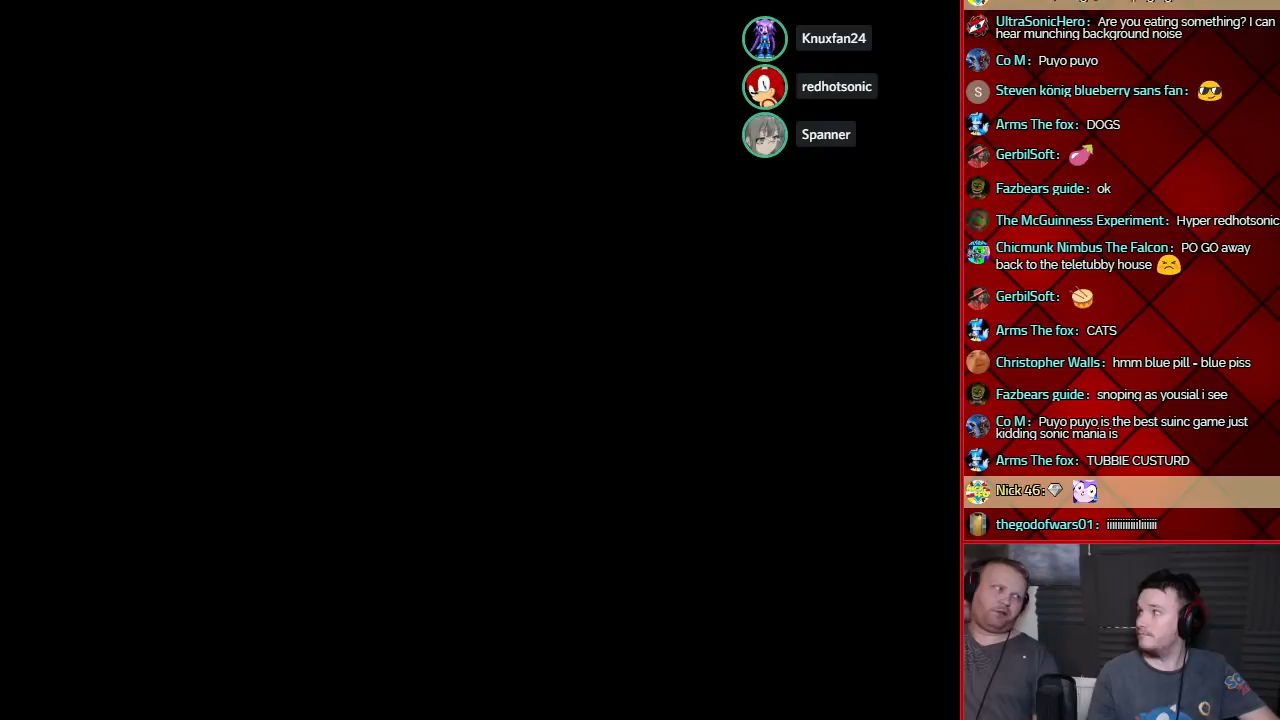 Knuxfan24
redhotsonic
Spanner
UltraSonicHero: Are you eating something? I can
hear munching background noise
Co M: Puyo puyo
Steven könig blueberry sans fan:
Arms The fox: DOGS
GerbilSoft:
Fazbears guide: ok
The McGuinness Experiment: Hyper redhotsonic
Chicmunk Nimbus The Falcon: PO GO away
back to the teletubby house
GerbilSoft:
Arms The fox: CATS
Christopher Walls: hmm blue pill - blue piss
Fazbears guide: snoping as yousial i see
Co M: Puyo puyo is the best suinc game just
kidding sonic mania is
Arms The fox: TUBBIE CUSTURD
Nick 46:
thegodofwars01: